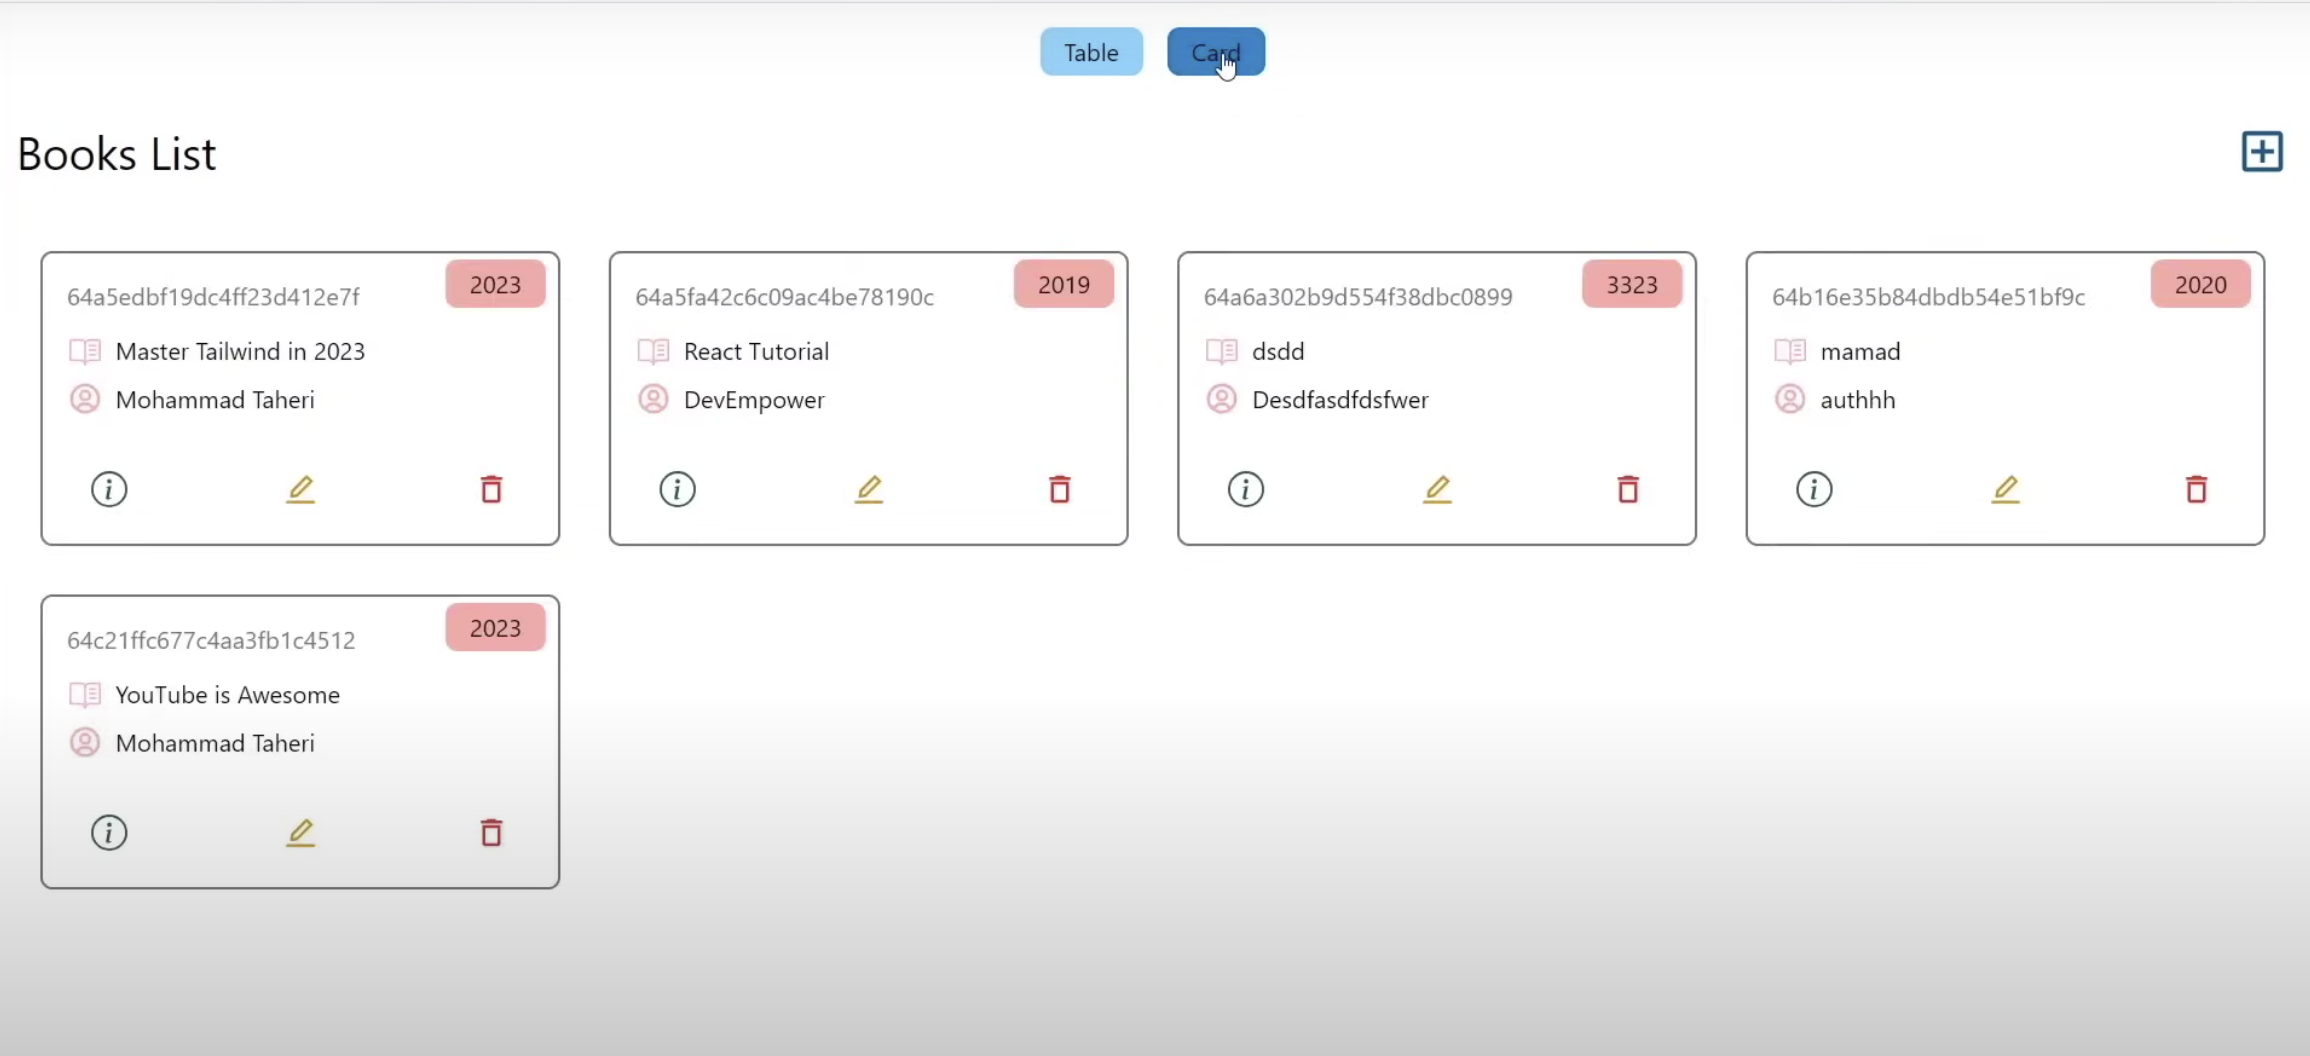 Table
Card
Books List
64a5edbf19dc4ff23d412e7f
2023
Master Tailwind in 2023
Mohammad Taheri
64a5fa42c6c09ac4be78190c
2019
React Tutorial
DevEmpower
64a6a302b9d554f38dbc0899
3323
dsdd
Desdfasdfdsfwer
64b16e35b84dbdb54e51bf9c
2020
mamad
authhh
64c21ffc677c4aa3fb1c4512
2023
YouTube is Awesome
Mohammad Taheri